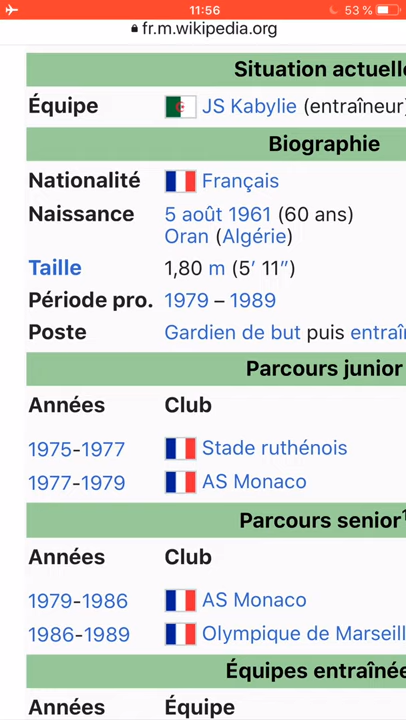 11:56
53 %
fr.m.wikipedia.org
Situation actuelle
Équipe JS Kabylie (entraîneur)
Biographie
Nationalité Français
Naissance 5 août 1961 (60 ans)
Oran (Algérie)
Taille 1,80 m (5′ 11″)
Période pro. 1979 – 1989
Poste Gardien de but puis entraîn
Parcours junior
Années Club
1975-1977 Stade ruthénois
1977-1979 AS Monaco
Parcours senior1
Années Club
1979-1986 AS Monaco
1986-1989 Olympique de Marseill
Équipes entraînée
Années Équipe